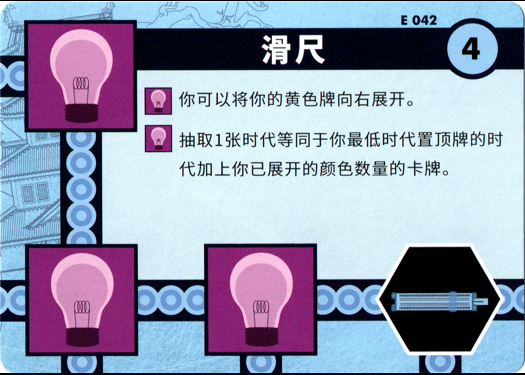 E 042
滑尺
4
你可以将你的黄色牌向右展开。
抽取1张时代等同于你最低时代置顶牌的时
代加上你已展开的颜色数量的卡牌。